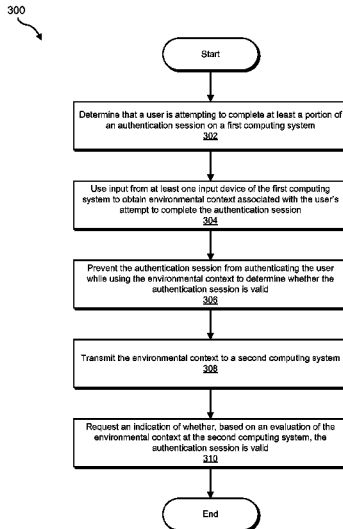 300
Start
Determine that a user is attempting to complete at least a portion of
an authentication session on a first computing system
302
Use input from at least one input device of the first computing
system to obtain environmental context associated with the user's
attempt to complete the authentication session
304
Prevent the authentication session from authenticating the user
while using the environmental context to determine whether the
authentication session is valid
306
Transmit the environmental context to a second computing system
308
Request an indication of whether, based on an evaluation of the
environmental context at the second computing system, the
authentication session is valid
310
End